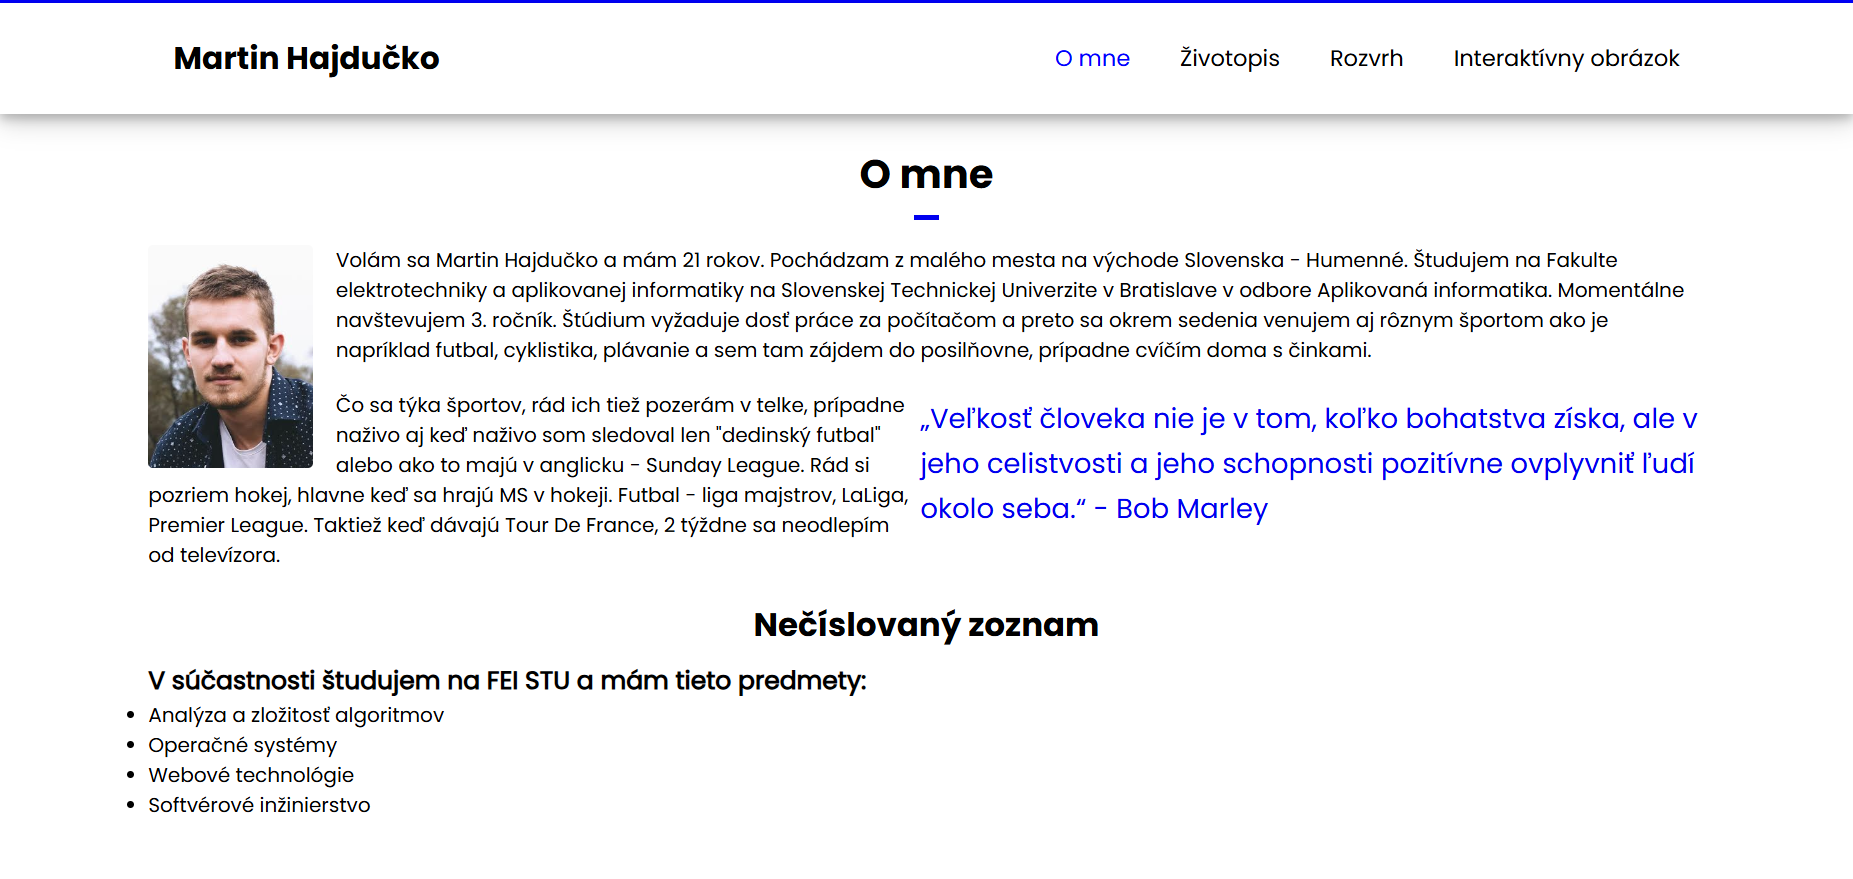 Martin Hajdučko
O mne
Životopis
Rozvrh
Interaktívny obrázok
O mne
Volám sa Martin Hajdučko a mám 21 rokov. Pochádzam z malého mesta na východe Slovenska - Humenné. Študujem na Fakulte
elektrotechniky a aplikovanej informatiky na Slovenskej Technickej Univerzite v Bratislave v odbore Aplikovaná informatika. Momentálne
navštevujem 3. ročník. Štúdium vyžaduje dosť práce za počítačom a preto sa okrem sedenia venujem aj rôznym športom ako je
napríklad futbal, cyklistika, plávanie a sem tam zájdem do posilňovne, prípadne cvíčím doma s činkami.
Čo sa týka športov, rád ich tiež pozerám v telke, prípadne
naživo aj keď naživo som sledoval len "dedinský futbal"
alebo ako to majú v anglicku - Sunday League. Rád si
pozriem hokej, hlavne keď sa hrajú MS v hokeji. Futbal - liga majstrov, LaLiga,
Premier League. Taktiež keď dávajú Tour De France, 2 týždne sa neodlepím
od televízora.
„Veľkosť človeka nie je v tom, koľko bohatstva získa, ale v
jeho celistvosti a jeho schopnosti pozitívne ovplyvniť ľudí
okolo seba.“ - Bob Marley
Nečíslovaný zoznam
V súčastnosti študujem na FEI STU a mám tieto predmety:
• Analýza a zložitosť algoritmov
• Operačné systémy
• Webové technológie
• Softvérové inžinierstvo